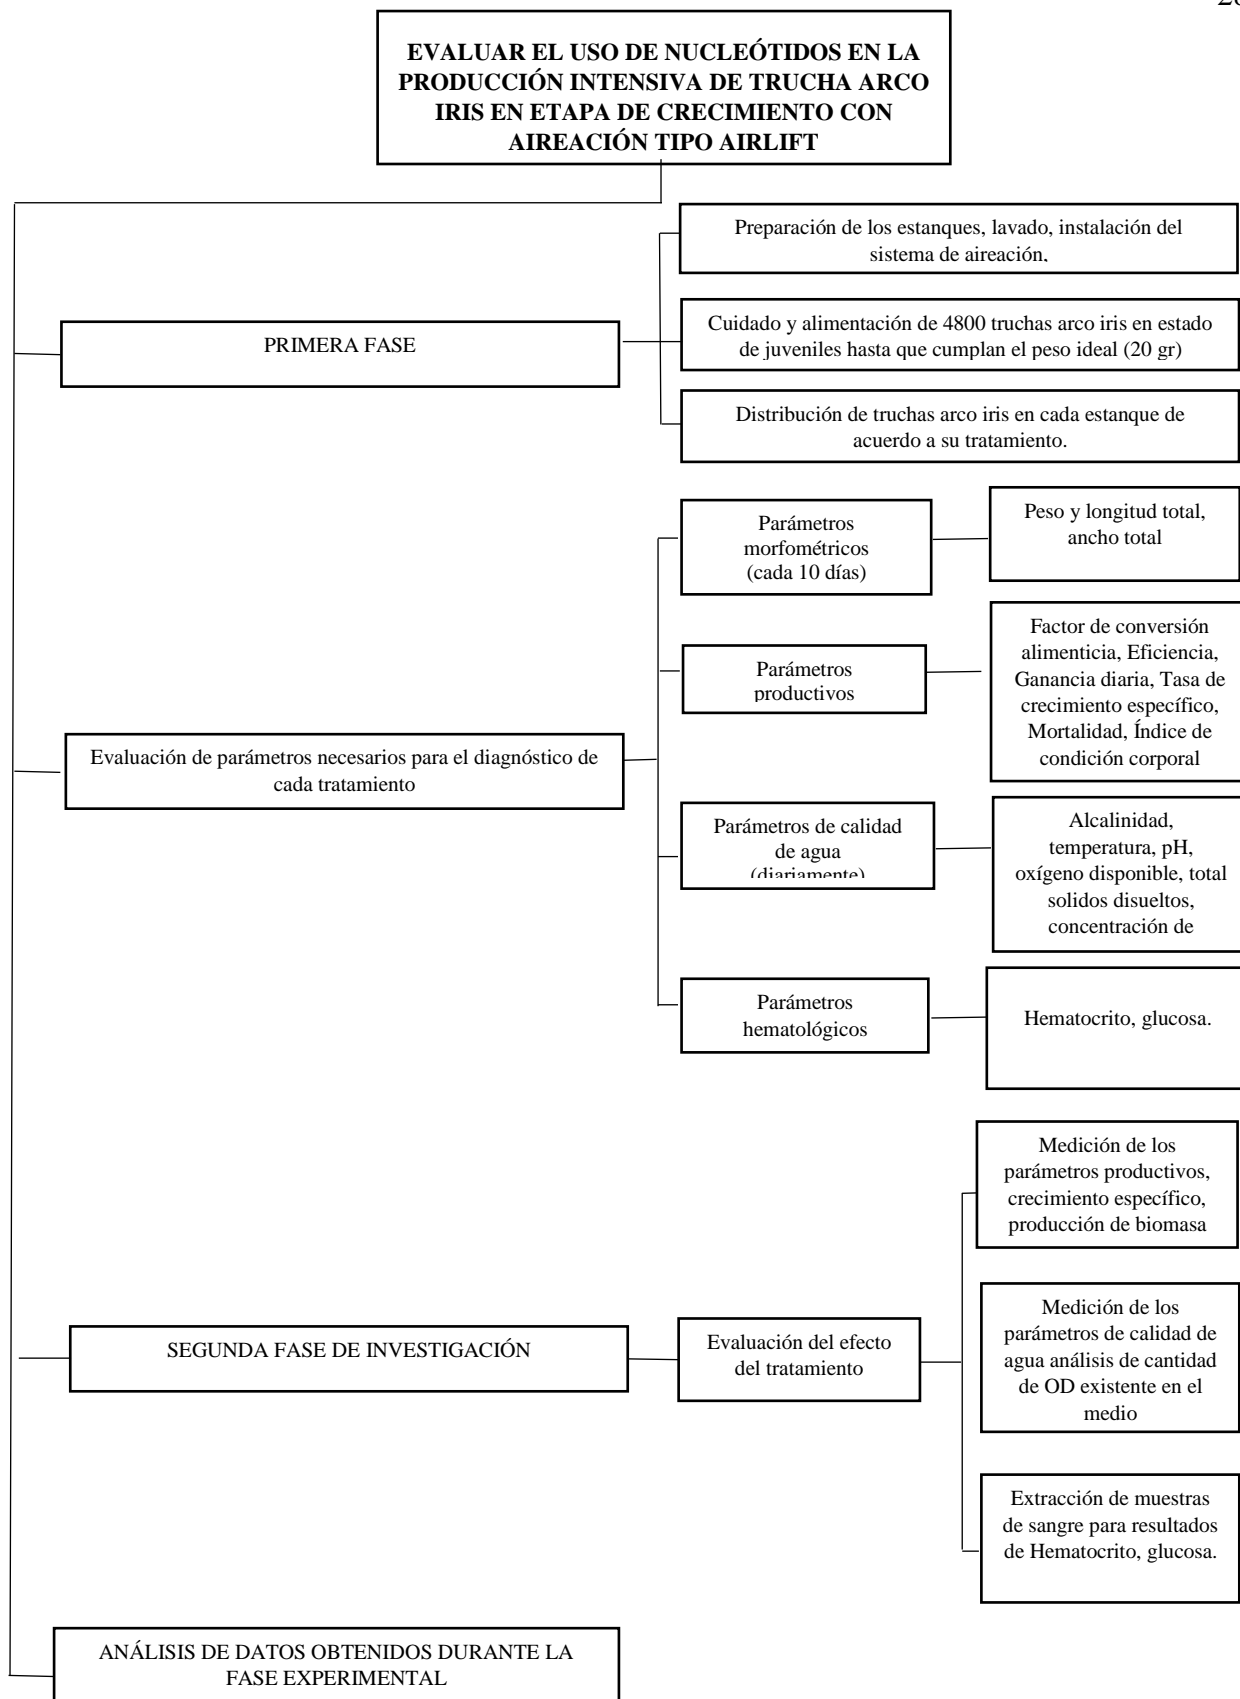 EVALUAR EL USO DE NUCLEÓTIDOS EN LA
PRODUCCIÓN INTENSIVA DE TRUCHA ARCO
IRIS EN ETAPA DE CRECIMIENTO CON
AIREACIÓN TIPO AIRLIFT
Preparación de los estanques, lavado, instalación del
sistema de aireación,
PRIMERA FASE
Cuidado y alimentación de 4800 truchas arco iris en estado
de juveniles hasta que cumplan el peso ideal (20 gr)
Distribución de truchas arco iris en cada estanque de
acuerdo a su tratamiento.
Evaluación de parámetros necesarios para el diagnóstico de
cada tratamiento
Parámetros
morfométricos
(cada 10 días)
Peso y longitud total,
ancho total
Parámetros
productivos
Factor de conversión
alimenticia, Eficiencia,
Ganancia diaria, Tasa de
crecimiento específico,
Mortalidad, Índice de
condición corporal
Parámetros de calidad
de agua
(diariamente)
Alcalinidad,
temperatura, pH,
oxígeno disponible, total
solidos disueltos,
concentración de
Parámetros
hematológicos
Hematocrito, glucosa.
SEGUNDA FASE DE INVESTIGACIÓN
Evaluación del efecto
del tratamiento
Medición de los
parámetros productivos,
crecimiento específico,
producción de biomasa
Medición de los
parámetros de calidad de
agua análisis de cantidad
de OD existente en el
medio
Extracción de muestras
de sangre para resultados
de Hematocrito, glucosa.
ANÁLISIS DE DATOS OBTENIDOS DURANTE LA
FASE EXPERIMENTAL